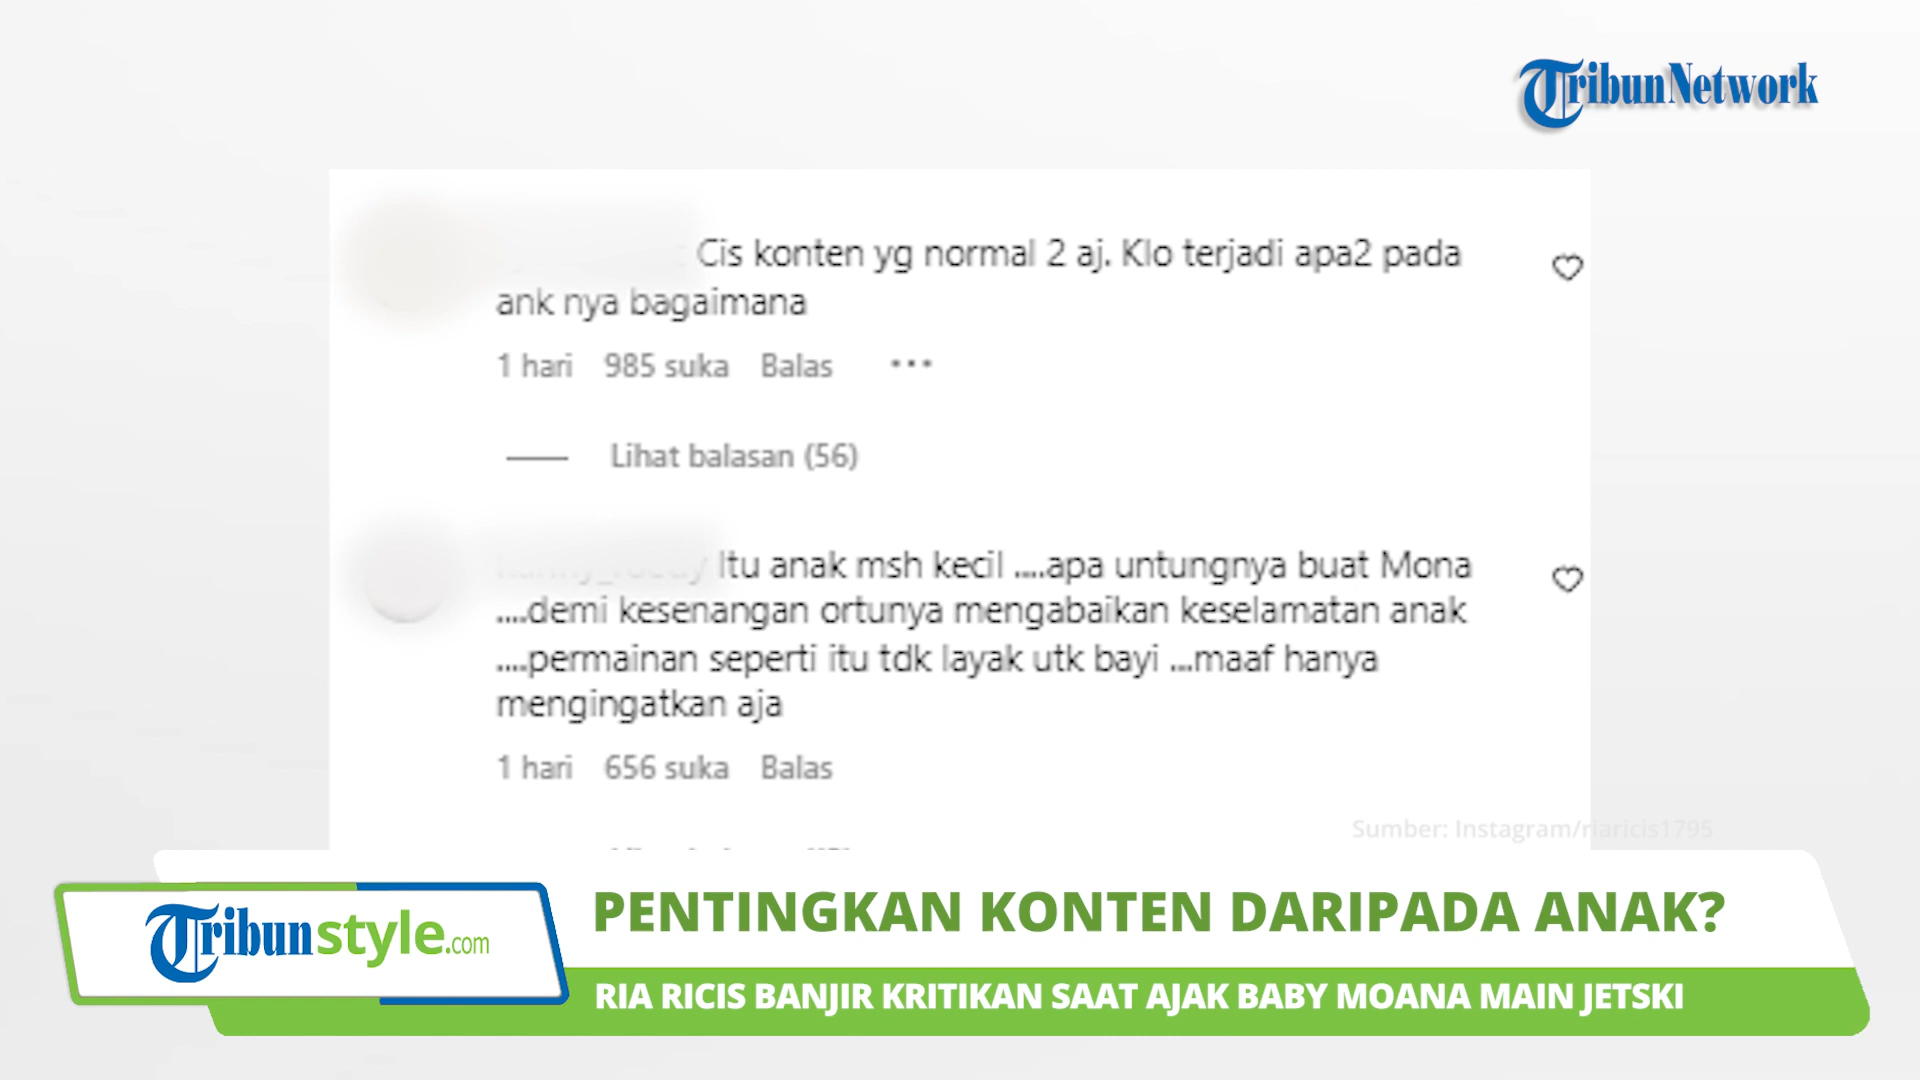 TribunNetwork
Cis konten yg normal 2 aj. Klo terjadi apa2 pada
ank nya bagaimana
1 hari 985 suka Balas ...
Lihat balasan (56)
Itu anak msh kecil ....apa untungnya buat Mona
....demi kesenangan ortunya mengabaikan keselamatan anak
....permainan seperti itu tdk layak utk bayi ...maaf hanya
mengingatkan aja
1 hari 656 suka Balas
Sumber: Instagram/riaricis1795
Tribunstyle.com
PENTINGKAN KONTEN DARIPADA ANAK?
RIA RICIS BANJIR KRITIKAN SAAT AJAK BABY MOANA MAIN JETSKI